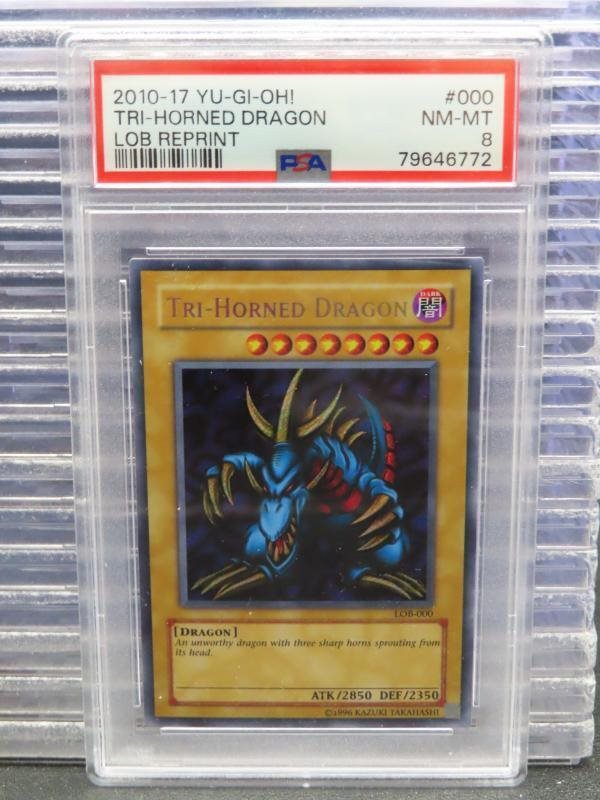 2010-17 YU-GI-OH! #000
TRI-HORNED DRAGON NM-MT
LOB REPRINT 8
PSA 79646772
TRI-HORNED DRAGON
DARK
闇
LOB-000
[DRAGON]
An unworthy dragon with three sharp horns sprouting from
its head.
ATK/2850 DEF/2350
©1996 KAZUKI TAKAHASHI